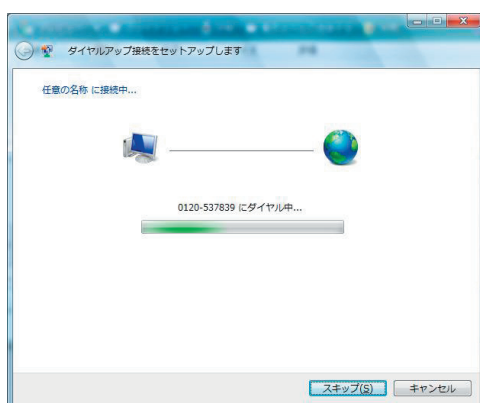 ダイヤルアップ接続をセットアップします
任意の名称 に接続中...
0120-537839 にダイヤル中...
スキップ(S)
キャンセル